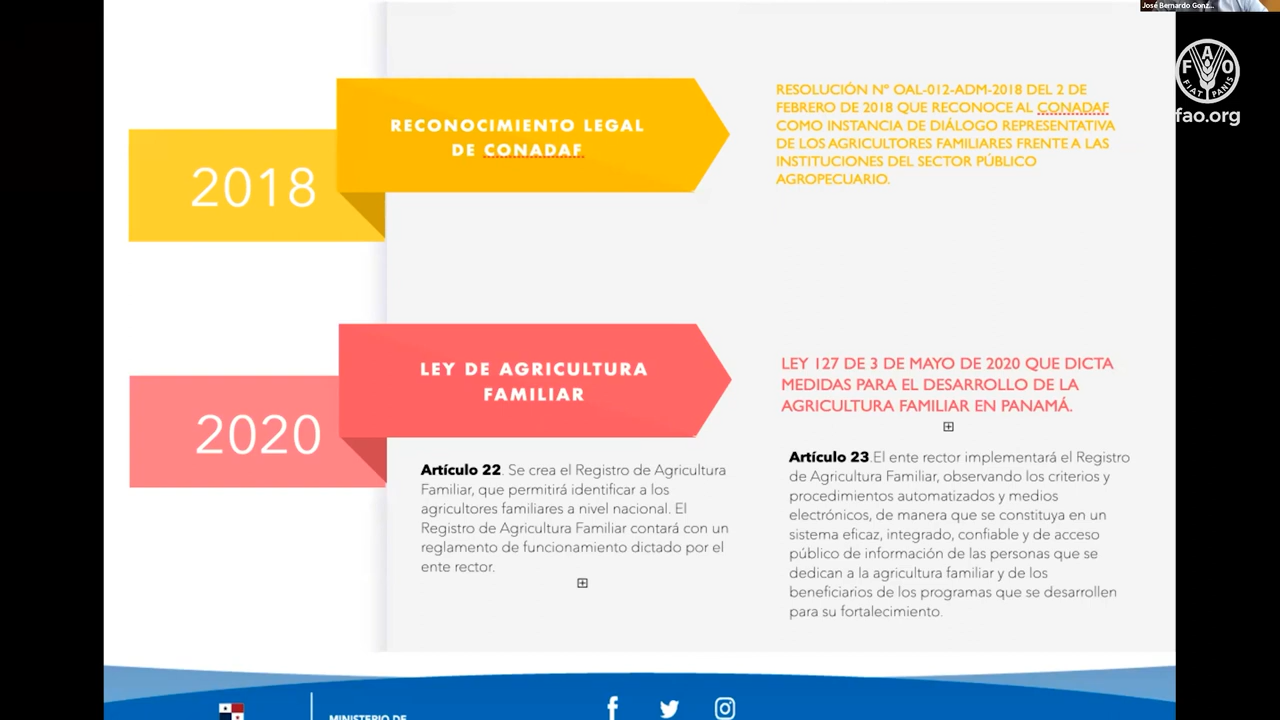 José Bernardo Gonz...
FAO
FIAT PANIS
fao.org
2018
RECONOCIMIENTO LEGAL
DE CONADAF
RESOLUCIÓN Nº OAL-012-ADM-2018 DEL 2 DE
FEBRERO DE 2018 QUE RECONOCE AL CONADAF
COMO INSTANCIA DE DIÁLOGO REPRESENTATIVA
DE LOS AGRICULTORES FAMILIARES FRENTE A LAS
INSTITUCIONES DEL SECTOR PÚBLICO
AGROPECUARIO.
2020
LEY DE AGRICULTURA
FAMILIAR
LEY 127 DE 3 DE MAYO DE 2020 QUE DICTA
MEDIDAS PARA EL DESARROLLO DE LA
AGRICULTURA FAMILIAR EN PANAMÁ.
Artículo 22. Se crea el Registro de Agricultura
Familiar, que permitirá identificar a los
agricultores familiares a nivel nacional. El
Registro de Agricultura Familiar contará con un
reglamento de funcionamiento dictado por el
ente rector.
Artículo 23.El ente rector implementará el Registro
de Agricultura Familiar, observando los criterios y
procedimientos automatizados y medios
electrónicos, de manera que se constituya en un
sistema eficaz, integrado, confiable y de acceso
público de información de las personas que se
dedican a la agricultura familiar y de los
beneficiarios de los programas que se desarrollen
para su fortalecimiento.
MINISTERIO DE